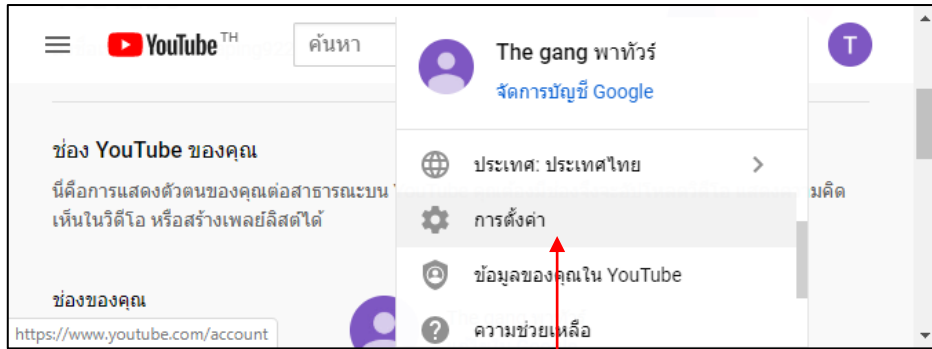 YouTube TH
ค้นหา
T
The gang พาทัวร์
จัดการบัญชี Google
ช่อง YouTube ของคุณ
นี่คือการแสดงตัวตนของคุณต่อสาธารณะบน
มคิด
เห็นในวิดีโอ หรือสร้างเพลย์ลิสต์ได้
ช่องของคุณ
ประเทศ: ประเทศไทย
การตั้งค่า
ข้อมูลของคุณใน YouTube
ความช่วยเหลือ
https://www.youtube.com/account